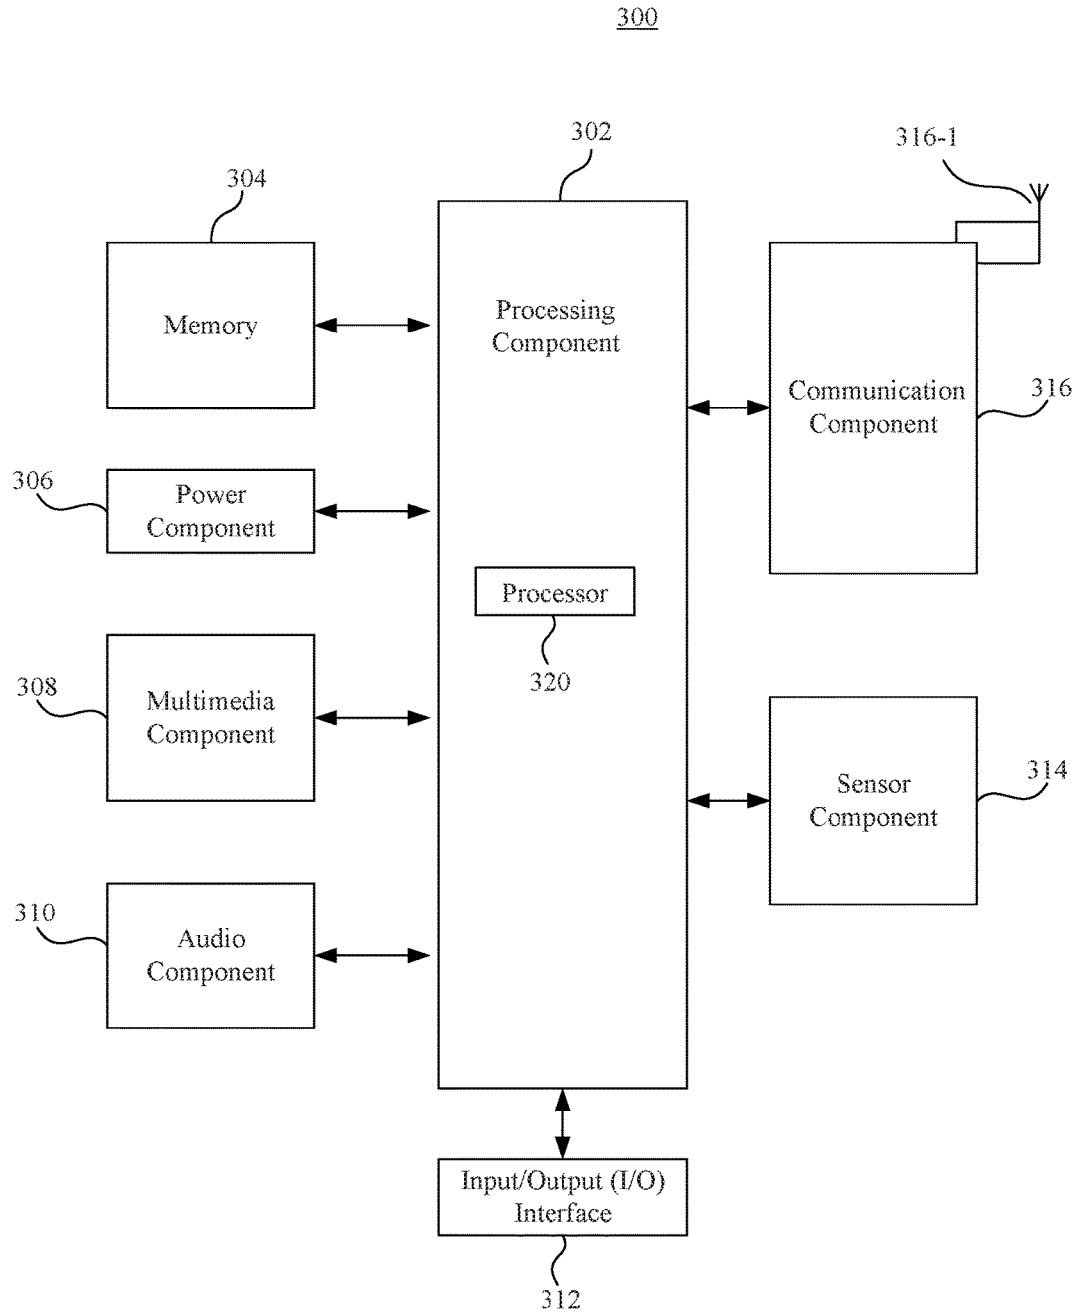 300
302
316-1
304
Memory
Processing
Component
Communication
Component
316
306
Power
Component
Processor
320
308
Multimedia
Component
Sensor
Component
314
310
Audio
Component
Input/Output (I/O)
Interface
312